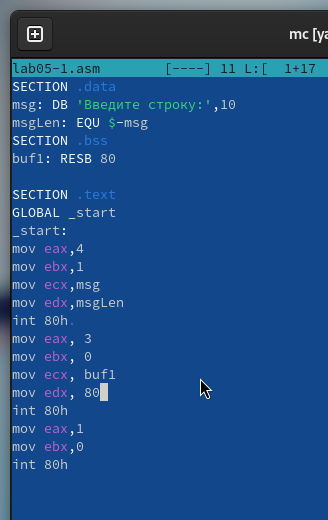 mc [ya
lab05-1.asm [----] 11 L:[ 1+17
SECTION .data
msg: DB 'Введите строку:',10
msgLen: EQU $-msg
SECTION .bss
buf1: RESB 80
SECTION .text
GLOBAL _start
_start:
mov eax,4
mov ebx,1
mov ecx,msg
mov edx,msgLen
int 80h.
mov eax, 3
mov ebx, 0
mov ecx, buf1
mov edx, 80
int 80h
mov eax,1
mov ebx,0
int 80h